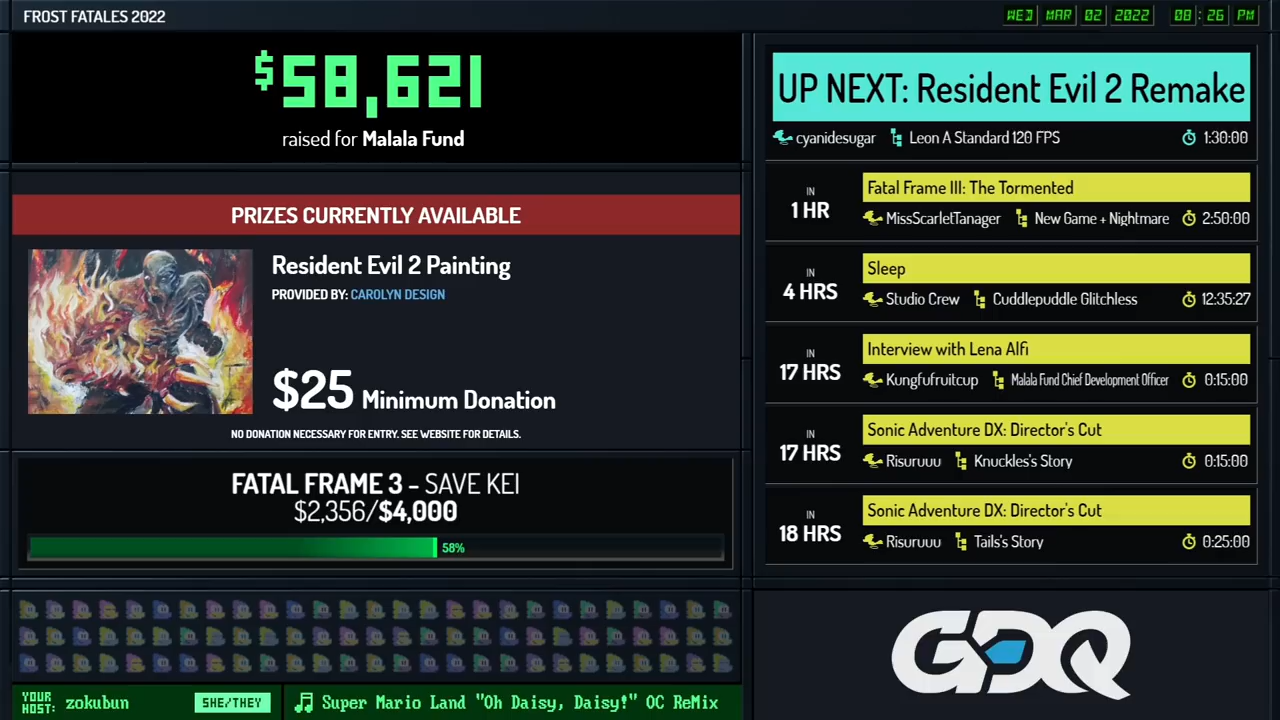 FROST FATALES 2022
WED MAR 02 2022 08:26 PM
$58,621
raised for Malala Fund
PRIZES CURRENTLY AVAILABLE
Resident Evil 2 Painting
PROVIDED BY: CAROLYN DESIGN
$25 Minimum Donation
NO DONATION NECESSARY FOR ENTRY. SEE WEBSITE FOR DETAILS.
FATAL FRAME 3 - SAVE KEI
$2,356/$4,000
58%
YOUR
HOST:
zokubun
SHE/THEY
Super Mario Land "Oh Daisy, Daisy!" OC ReMix
UP NEXT: Resident Evil 2 Remake
cyanidesugar Leon A Standard 120 FPS 1:30:00
IN
1 HR
Fatal Frame III: The Tormented
MissScarletTanager New Game + Nightmare 2:50:00
IN
4 HRS
Sleep
Studio Crew Cuddlepuddle Glitchless 12:35:27
IN
17 HRS
Interview with Lena Alfi
Kungfufruitcup Malala Fund Chief Development Officer 0:15:00
IN
17 HRS
Sonic Adventure DX: Director's Cut
Risuruuu Knuckles's Story 0:15:00
IN
18 HRS
Sonic Adventure DX: Director's Cut
Risuruuu Tails's Story 0:25:00
GDQ